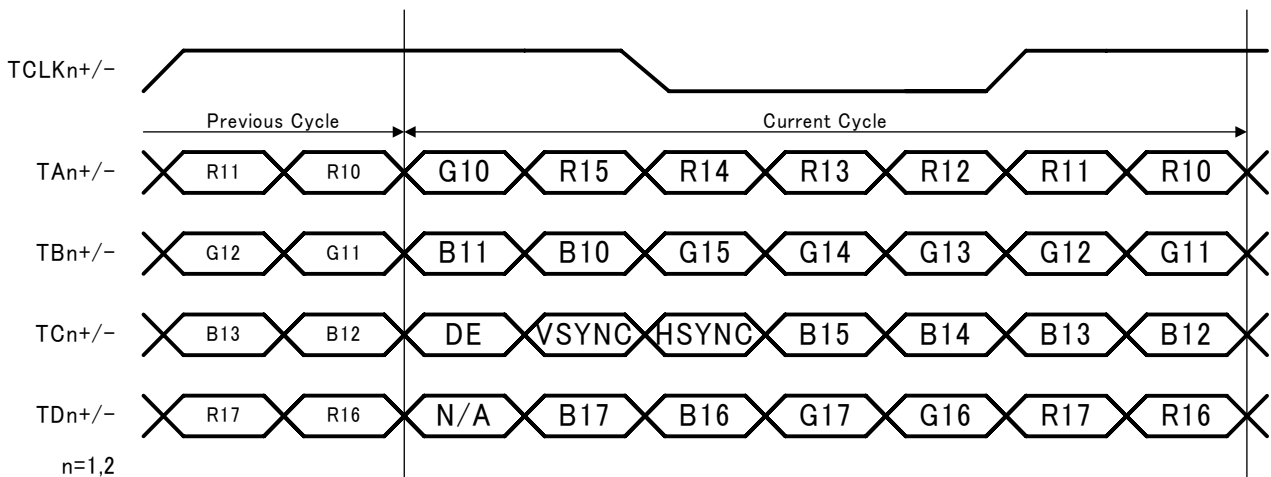 TCLKn+/-
Previous Cycle Current Cycle
TAn+/- R11 R10 G10 R15 R14 R13 R12 R11 R10
TBn+/- G12 G11 B11 B10 G15 G14 G13 G12 G11
TCn+/- B13 B12 DE VSYNC HSYNC B15 B14 B13 B12
TDn+/- R17 R16 N/A B17 B16 G17 G16 R17 R16
n=1,2